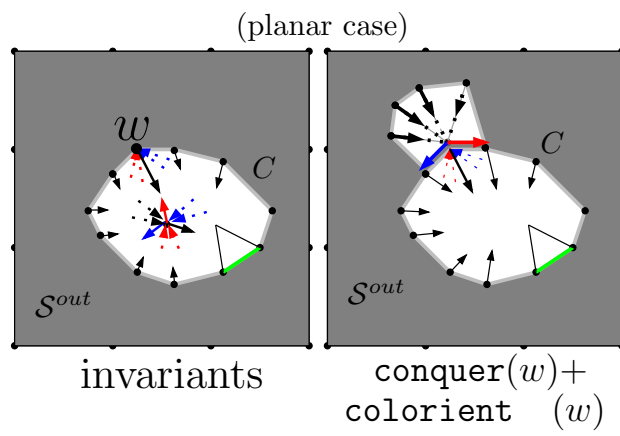 (planar case)
w
C
S^{out}
invariants
C
S^{out}
conquer(w)+
colorient (w)